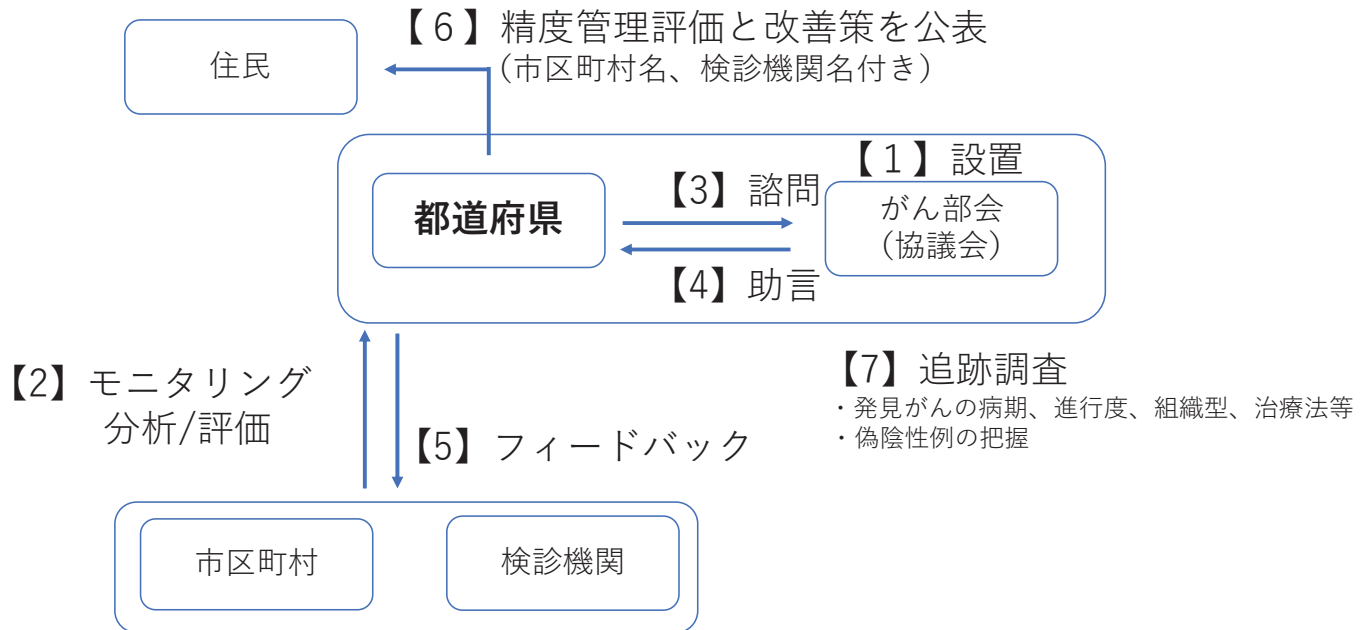 【６】精度管理評価と改善策を公表
(市区町村名、検診機関名付き)
住民
【１】設置
都道府県
【3】諮問
がん部会
(協議会)
【4】助言
【2】モニタリング
分析/評価
【5】フィードバック
【7】追跡調査
・発見がんの病期、進行度、組織型、治療法等
・偽陰性例の把握
市区町村
検診機関